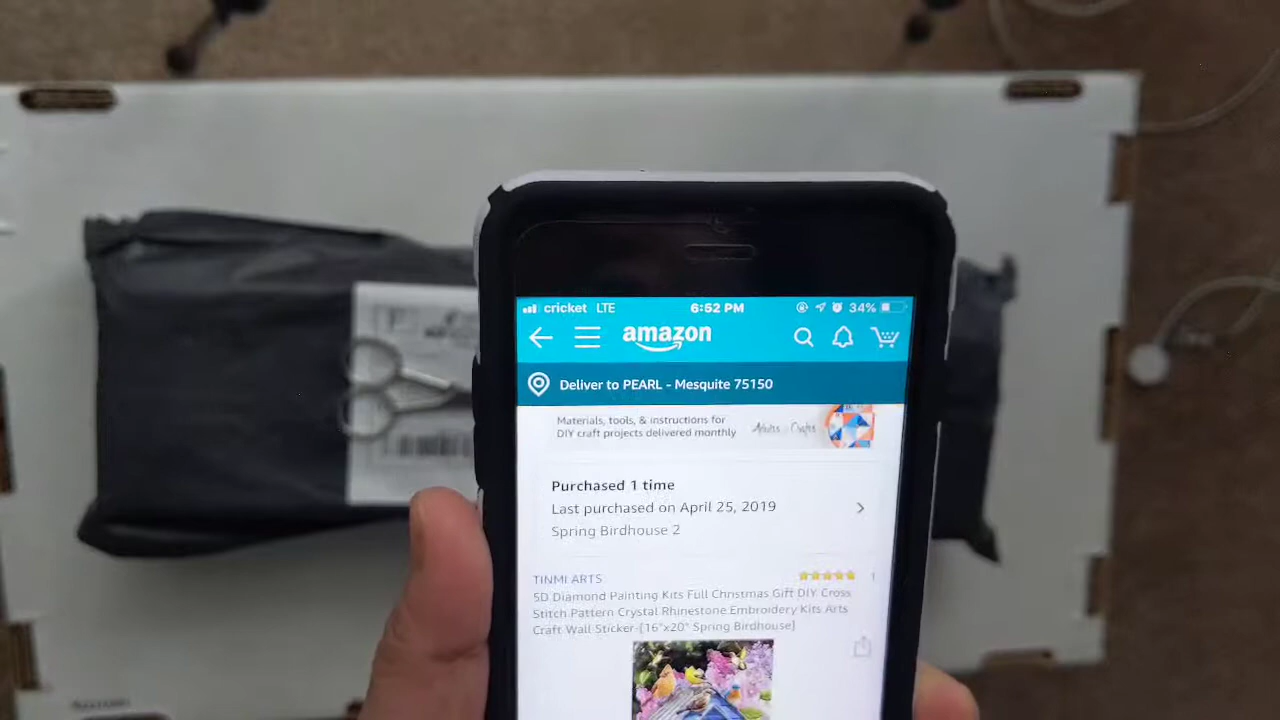 cricket LTE 6:52 PM 34%
amazon
Deliver to PEARL - Mesquite 75150
Materials, tools, & instructions for
DIY craft projects delivered monthly
Adults & Crafts
Purchased 1 time
Last purchased on April 25, 2019
Spring Birdhouse 2
TINMI ARTS
1
5D Diamond Painting Kits Full Christmas Gift DIY Cross
Stitch Pattern Crystal Rhinestone Embroidery Kits Arts
Craft Wall Sticker-[16"x20" Spring Birdhouse]